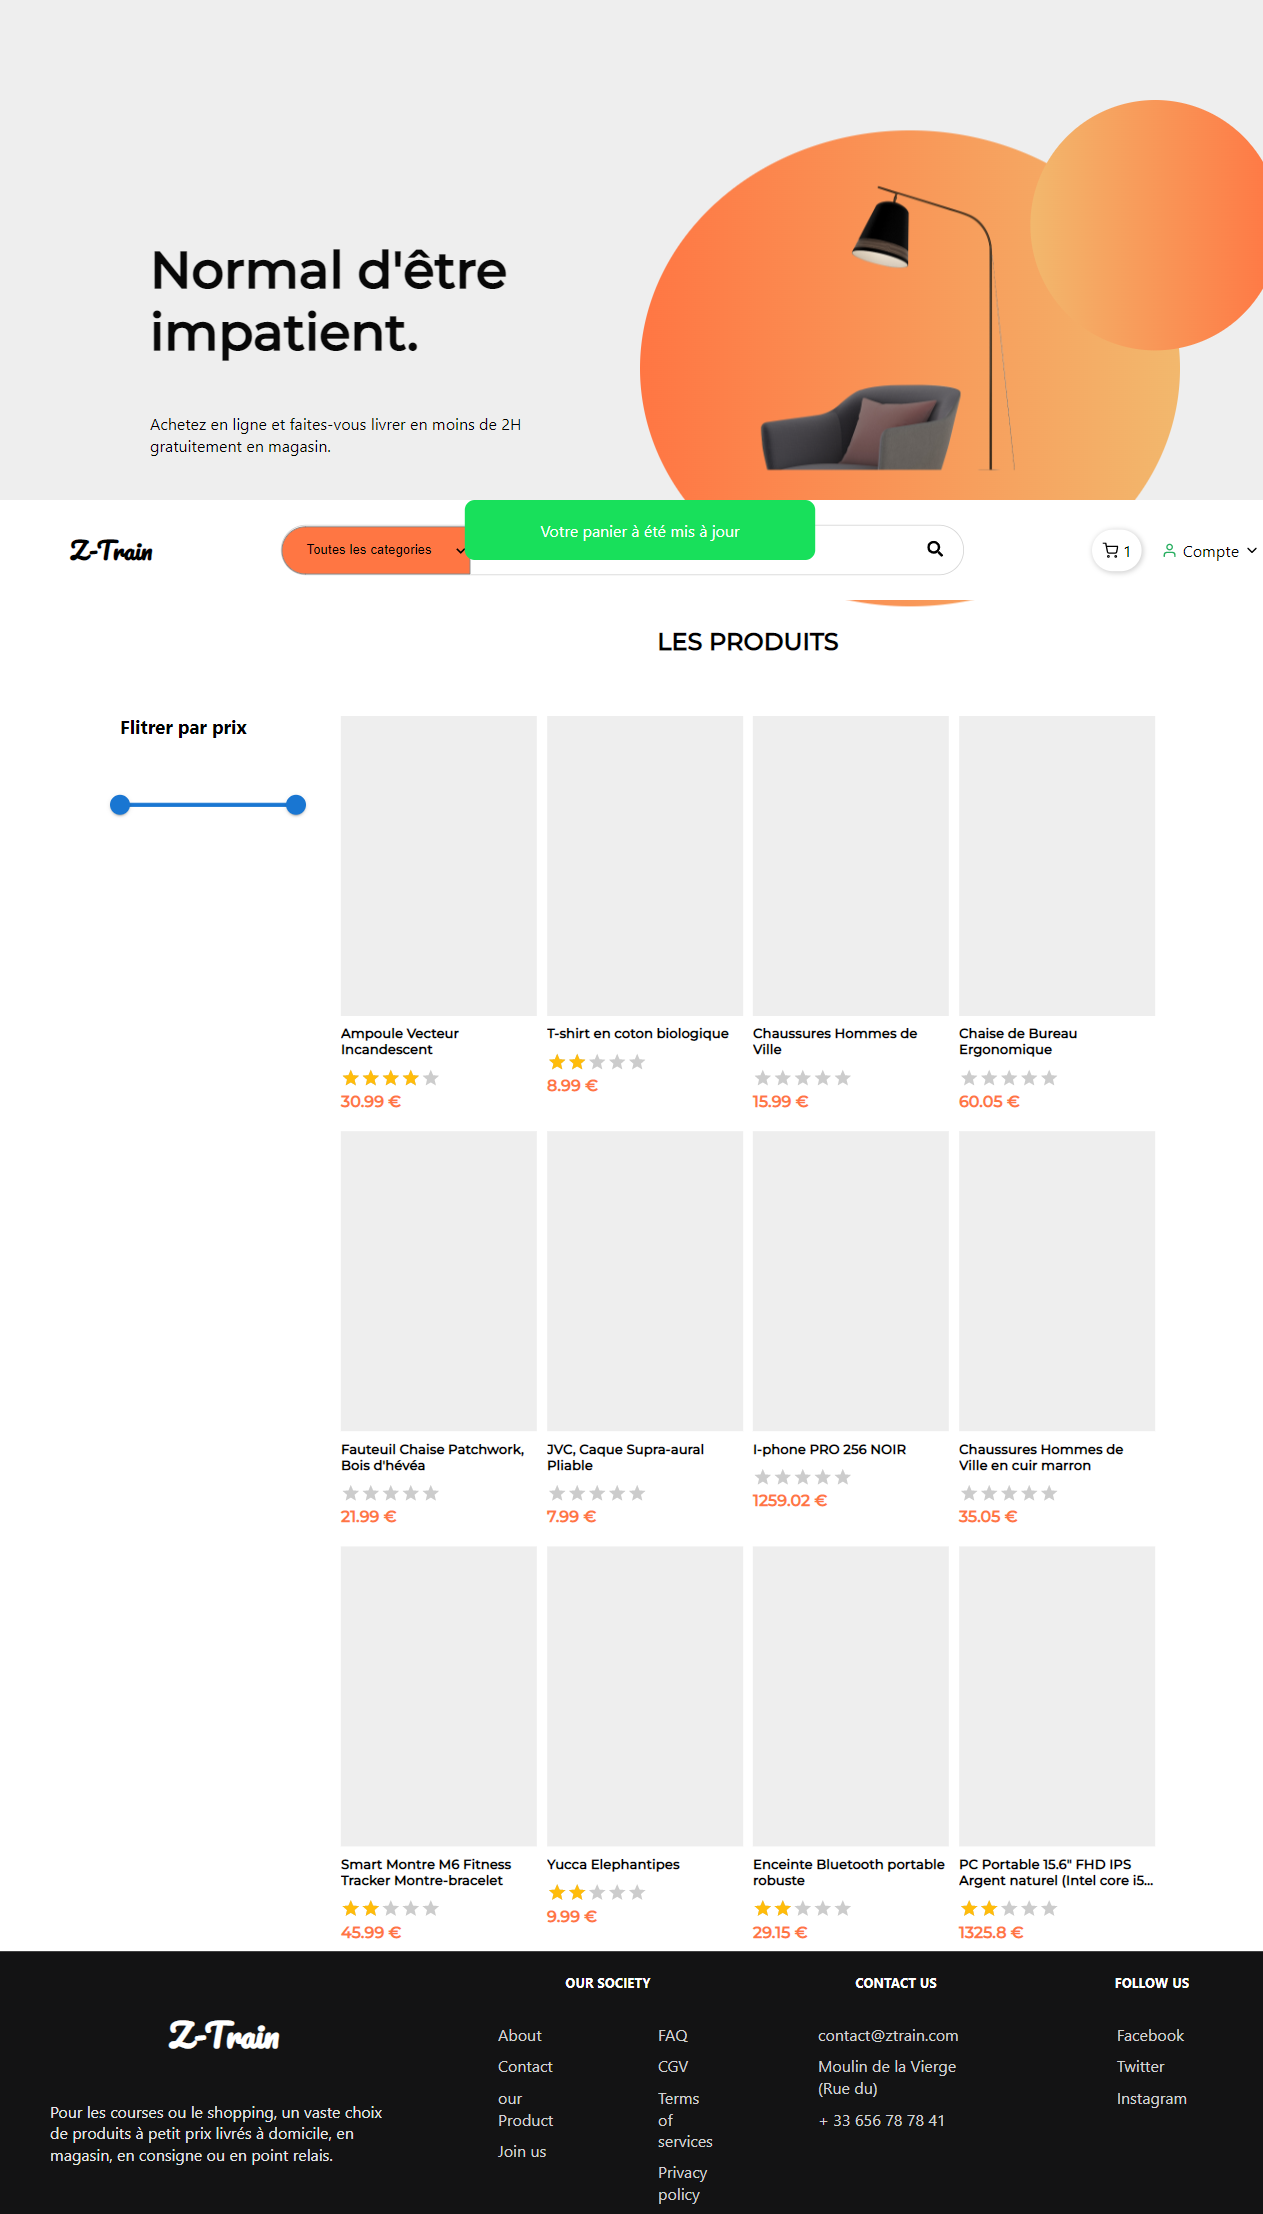 Normal d'être
impatient.
Achetez en ligne et faites-vous livrer en moins de 2H
gratuitement en magasin.
Votre panier à été mis à jour
Z-Train
Toutes les categories
1
Compte
LES PRODUITS
Flitrer par prix
Ampoule Vecteur
Incandescent
30.99 €
T-shirt en coton biologique
8.99 €
Chaussures Hommes de
Ville
15.99 €
Chaise de Bureau
Ergonomique
60.05 €
Fauteuil Chaise Patchwork,
Bois d'hévéa
21.99 €
JVC, Caque Supra-aural
Pliable
7.99 €
I-phone PRO 256 NOIR
1259.02 €
Chaussures Hommes de
Ville en cuir marron
35.05 €
Smart Montre M6 Fitness
Tracker Montre-bracelet
45.99 €
Yucca Elephantipes
9.99 €
Enceinte Bluetooth portable
robuste
29.15 €
PC Portable 15.6" FHD IPS
Argent naturel (Intel core i5...
1325.8 €
Z-Train
Pour les courses ou le shopping, un vaste choix
de produits à petit prix livrés à domicile, en
magasin, en consigne ou en point relais.
OUR SOCIETY
About
Contact
our
Product
Join us
FAQ
CGV
Terms
of
services
Privacy
policy
CONTACT US
contact@ztrain.com
Moulin de la Vierge
(Rue du)
+ 33 656 78 78 41
FOLLOW US
Facebook
Twitter
Instagram